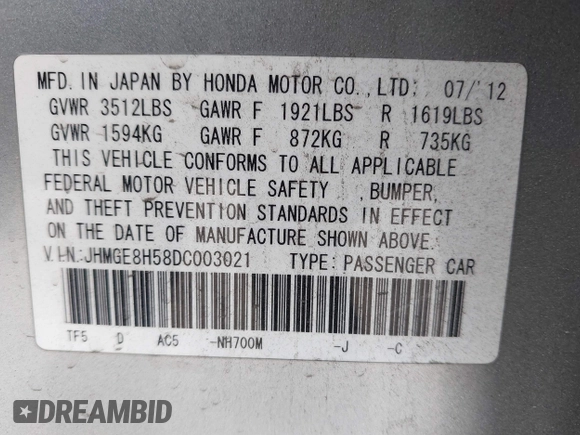 MFD. IN JAPAN BY HONDA MOTOR CO., LTD: 07/'12
GVWR 3512LBS GAWR F 1921LBS R 1619LBS
GVWR 1594KG GAWR F 872KG R 735KG
THIS VEHICLE CONFORMS TO ALL APPLICABLE
FEDERAL MOTOR VEHICLE SAFETY , BUMPER,
AND THEFT PREVENTION STANDARDS IN EFFECT
ON THE DATE OF MANUFACTURE SHOWN ABOVE.
V.I.N.:JHMGE8H58DC003021 TYPE: PASSENGER CAR
TF5 D AC5 -NH700M -J -C
DREAMBID